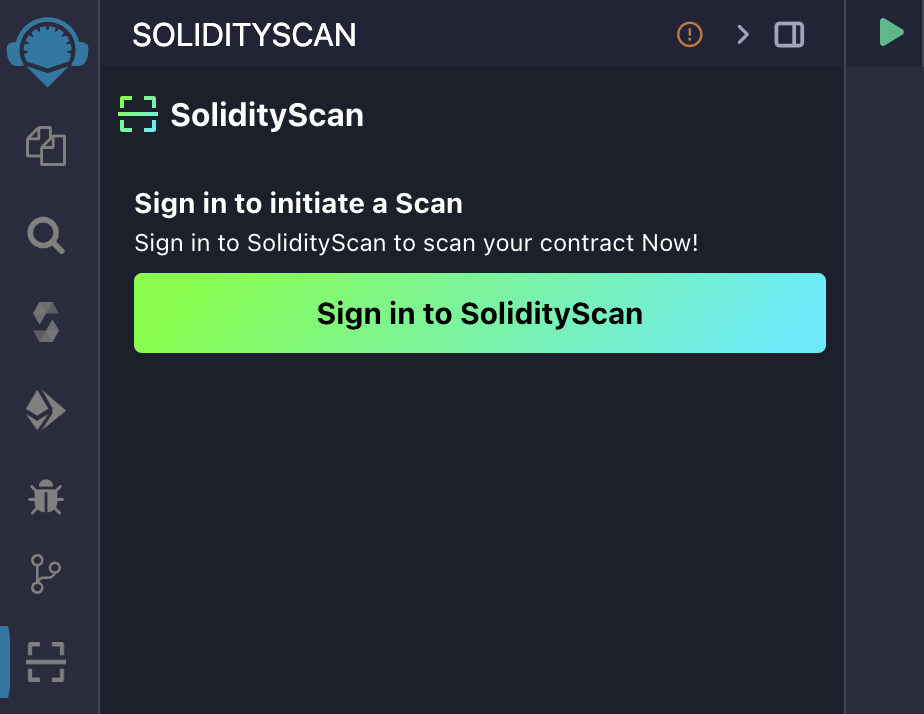 SOLIDITYSCAN
SolidityScan
Sign in to initiate a Scan
Sign in to SolidityScan to scan your contract Now!
Sign in to SolidityScan